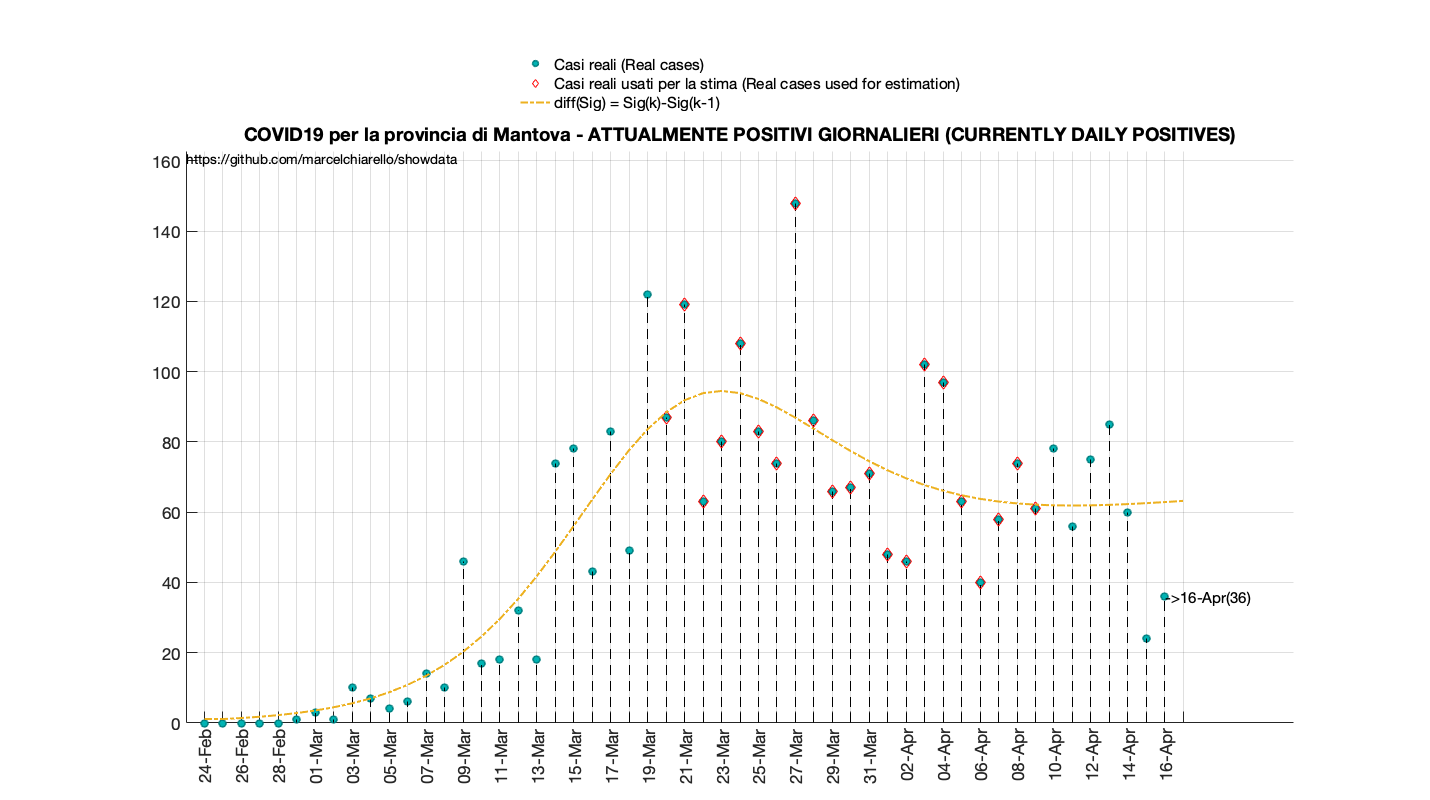 Casi reali (Real cases)
Casi reali usati per la stima (Real cases used for estimation)
diff(Sig) = Sig(k)-Sig(k-1)
COVID19 per la provincia di Mantova - ATTUALMENTE POSITIVI GIORNALIERI (CURRENTLY DAILY POSITIVES)
https://github.com/marcelchiarello/showdata
160
140
120
100
80
60
40
20
0
->16-Apr(36)
24-Feb
26-Feb
28-Feb
01-Mar
03-Mar
05-Mar
07-Mar
09-Mar
11-Mar
13-Mar
15-Mar
17-Mar
19-Mar
21-Mar
23-Mar
25-Mar
27-Mar
29-Mar
31-Mar
02-Apr
04-Apr
06-Apr
08-Apr
10-Apr
12-Apr
14-Apr
16-Apr